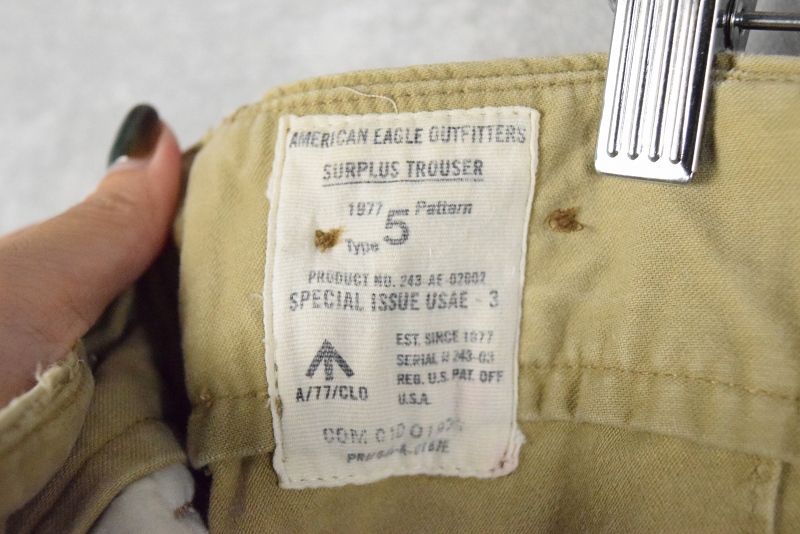 AMERICAN EAGLE OUTFITTERS
SURPLUS TROUSER
1977 Pattern
Type 5
PRODUCT NO. 243 AE-02002
SPECIAL ISSUE USAE - 3
EST. SINCE 1977
SERIAL # 243-03
REG. U.S. PAT. OFF
U.S.A.
A/77/CLO
COM